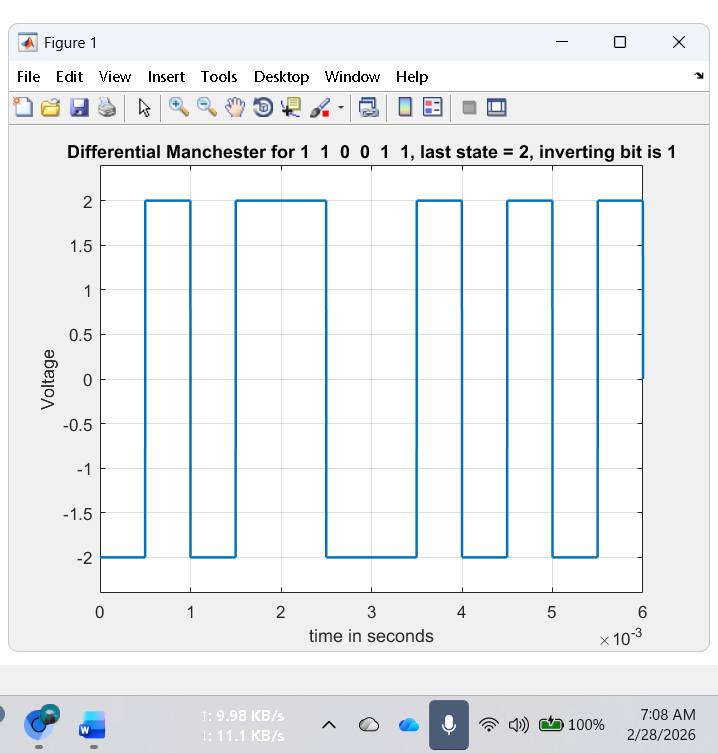 Figure 1
File Edit View Insert Tools Desktop Window Help
Differential Manchester for 1 1 0 0 1 1, last state = 2, inverting bit is 1
2
1.5
1
0.5
0
-0.5
-1
-1.5
-2
Voltage
0 1 2 3 4 5 6
time in seconds
×10-3
W
↑: 9.98 KB/s
↓: 11.1 KB/s
100%
7:08 AM
2/28/2026